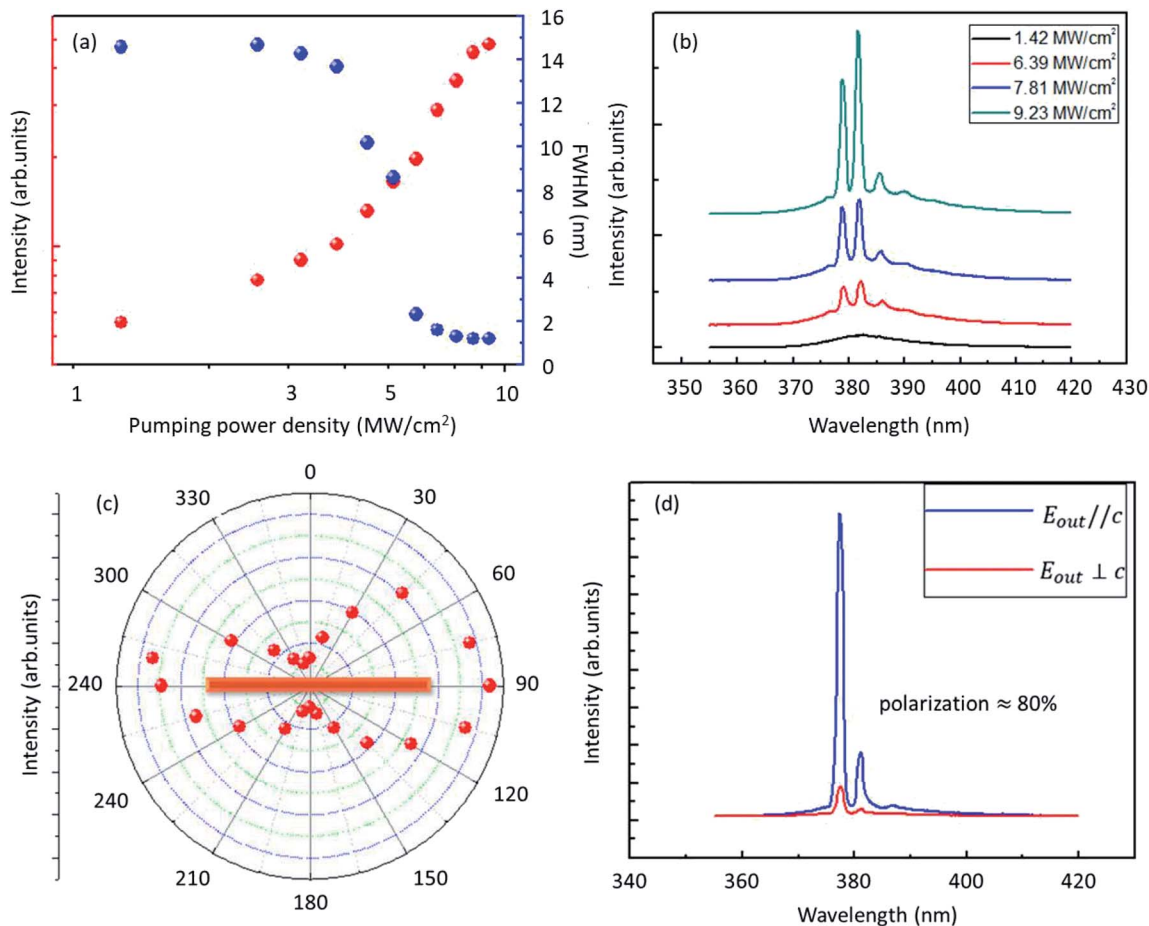 (a)
Intensity (arb.units)
16
14
12
10
8
6
4
2
0
FWHM (nm)
1
3
5
10
Pumping power density (MW/cm²)
(b)
1.42 MW/cm²
6.39 MW/cm²
7.81 MW/cm²
9.23 MW/cm²
Intensity (arb.units)
350 360 370 380 390 400 410 420 430
Wavelength (nm)
(c)
Intensity (arb.units)
0
330
30
300
60
240
90
240
120
210
150
180
(d)
E_out//c
E_out ⊥ c
Intensity (arb.units)
polarization ≈ 80%
340 360 380 400 420
Wavelength (nm)